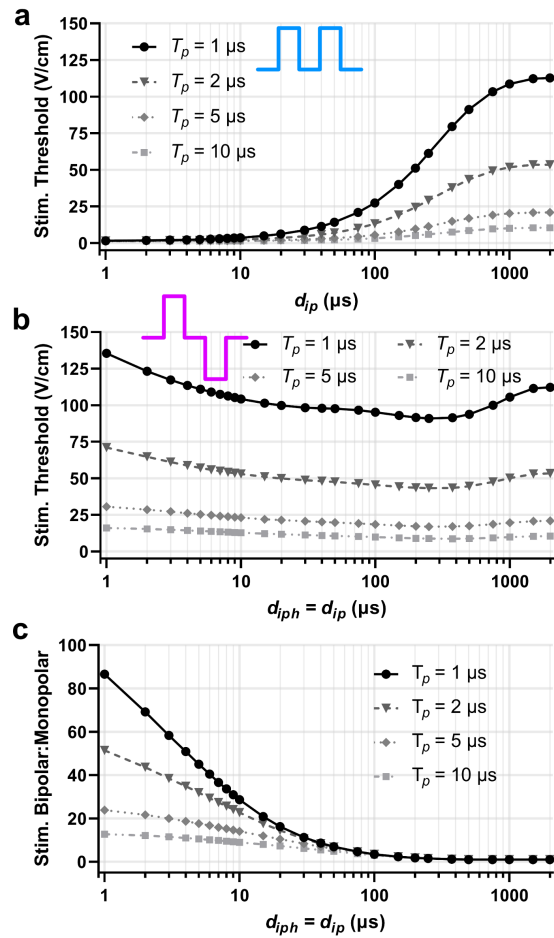 a
Stim. Threshold (V/cm)
150
125
100
75
50
25
0
Tp = 1 µs
Tp = 2 µs
Tp = 5 µs
Tp = 10 µs
1 10 100 1000
dip (µs)
b
Stim. Threshold (V/cm)
150
125
100
75
50
25
0
Tp = 1 µs Tp = 2 µs
Tp = 5 µs Tp = 10 µs
1 10 100 1000
diph = dip (µs)
c
Stim. Bipolar:Monopolar
100
80
60
40
20
0
Tp = 1 µs
Tp = 2 µs
Tp = 5 µs
Tp = 10 µs
1 10 100 1000
diph = dip (µs)